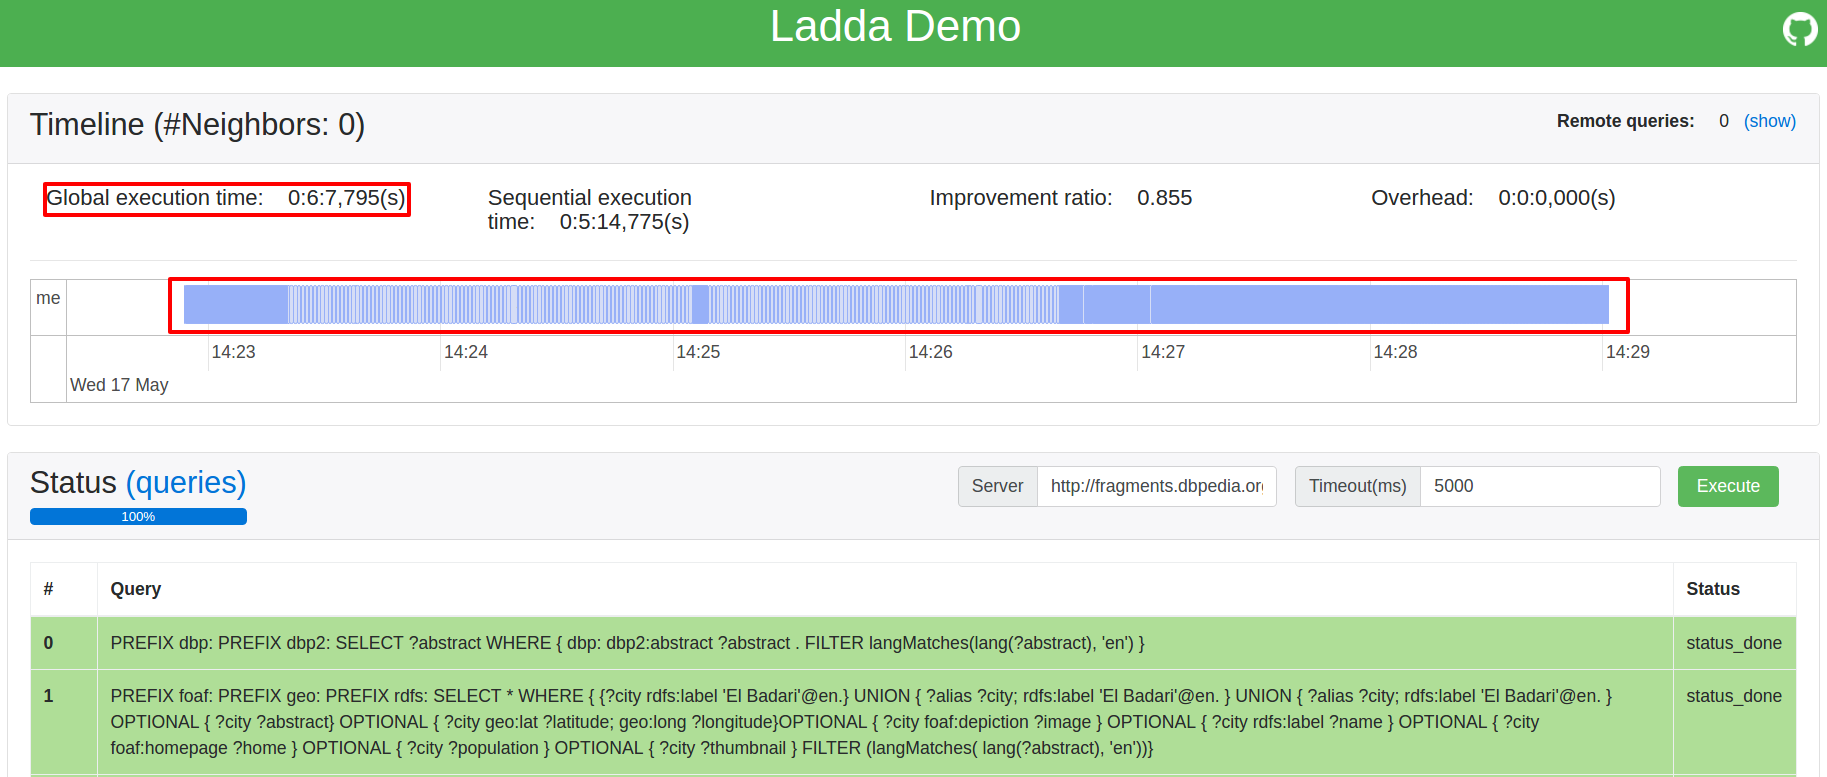 Ladda Demo
Timeline (#Neighbors: 0)
Remote queries: 0 (show)
Global execution time: 0:6:7,795(s)
Sequential execution
time: 0:5:14,775(s)
Improvement ratio: 0.855
Overhead: 0:0:0,000(s)
me
14:23 14:24 14:25 14:26 14:27 14:28 14:29
Wed 17 May
Status (queries)
100%
Server http://fragments.dbpedia.org
Timeout(ms) 5000
Execute
# Query Status
0 PREFIX dbp: PREFIX dbp2: SELECT ?abstract WHERE { dbp: dbp2:abstract ?abstract . FILTER langMatches(lang(?abstract), 'en') } status_done
1 PREFIX foaf: PREFIX geo: PREFIX rdfs: SELECT * WHERE { {?city rdfs:label 'El Badari'@en.} UNION { ?alias ?city; rdfs:label 'El Badari'@en. } UNION { ?alias ?city; rdfs:label 'El Badari'@en. } status_done
OPTIONAL { ?city ?abstract} OPTIONAL { ?city geo:lat ?latitude; geo:long ?longitude}OPTIONAL { ?city foaf:depiction ?image } OPTIONAL { ?city rdfs:label ?name } OPTIONAL { ?city
foaf:homepage ?home } OPTIONAL { ?city ?population } OPTIONAL { ?city ?thumbnail } FILTER (langMatches( lang(?abstract), 'en'))}